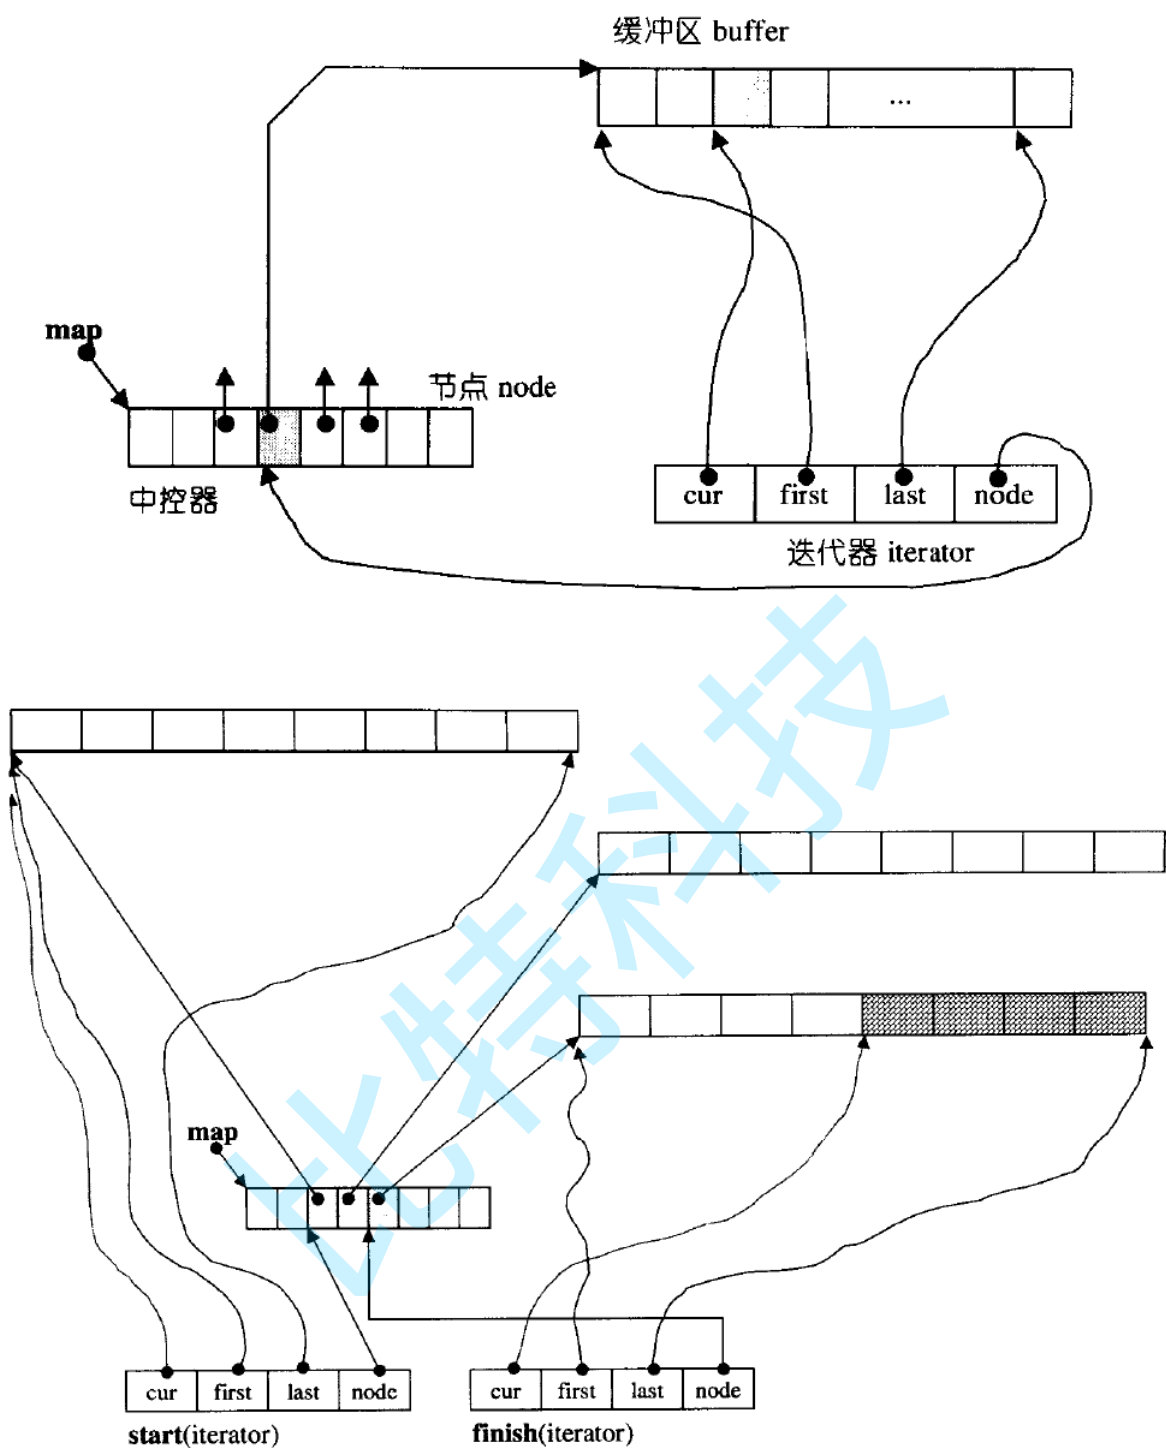 缓冲区 buffer
...
map
节点 node
中控器
cur first last node
迭代器 iterator
比特科技
map
cur first last node
cur first last node
start(iterator)
finish(iterator)